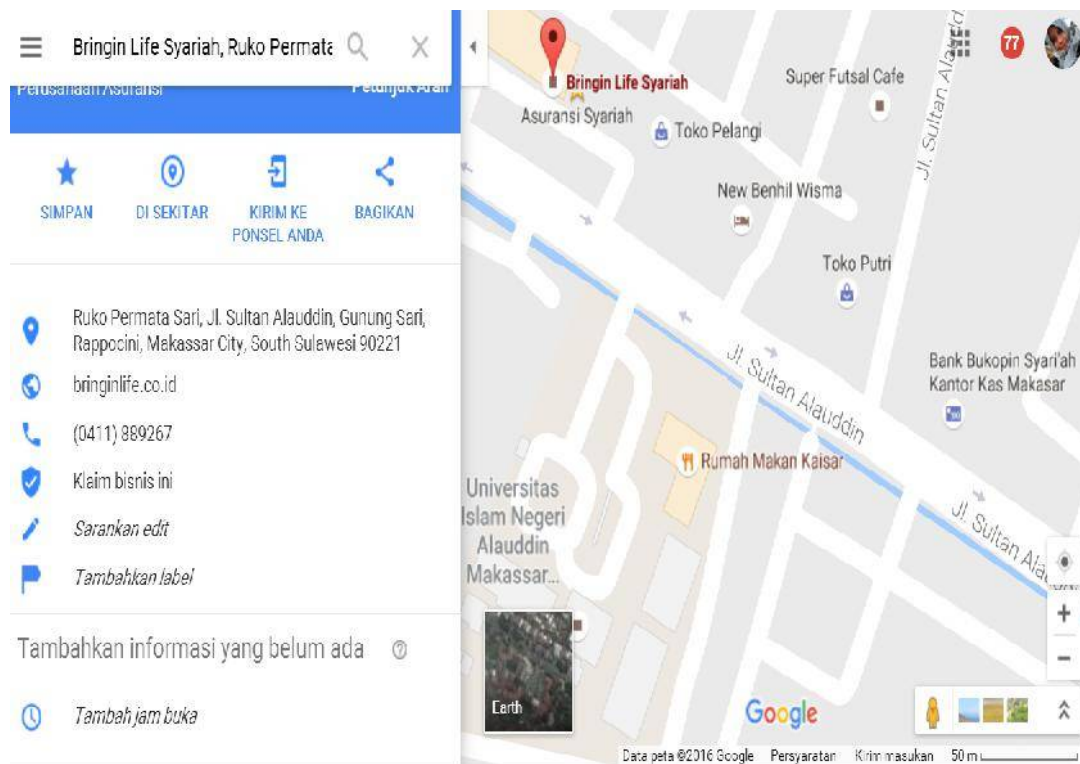 Bringin Life Syariah, Ruko Permata
Perusahaan Asuransi
Petunjuk Arah
SIMPAN
DI SEKITAR
KIRIM KE
PONSEL ANDA
BAGIKAN
Ruko Permata Sari, Jl. Sultan Alauddin, Gunung Sari,
Rappocini, Makassar City, South Sulawesi 90221
bringinlife.co.id
(0411) 889267
Klaim bisnis ini
Sarankan edit
Tambahkan label
Tambahkan informasi yang belum ada
Tambah jam buka
77
Bringin Life Syariah
Asuransi Syariah
Super Futsal Cafe
Jl. Sultan Alaudd
Toko Pelangi
New Benhil Wisma
Toko Putri
Jl. Sultan Alauddin
Bank Bukopin Syari'ah
Kantor Kas Makasar
Rumah Makan Kaisar
Universitas
Islam Negeri
Alauddin
Makassar...
Jl. Sultan Ala
Earth
Google
Data peta ©2016 Google Persyaratan Kirim masukan 50 m